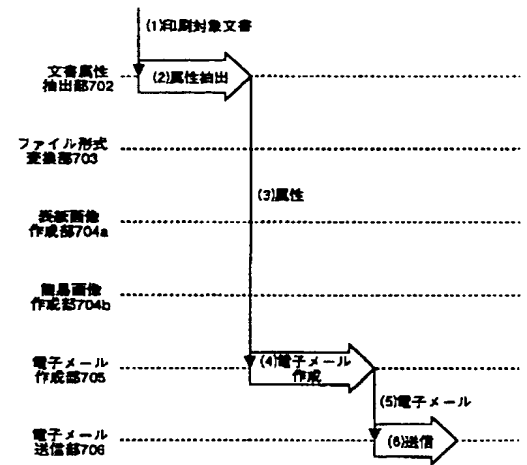 (1)印刷対象文書
文書属性
抽出部702
(2)属性抽出
ファイル形式
変換部703
(3)属性
表紙画像
作成部704a
簡易画像
作成部704b
電子メール
作成部705
(4)電子メール
作成
(5)電子メール
電子メール
送信部706
(6)送信